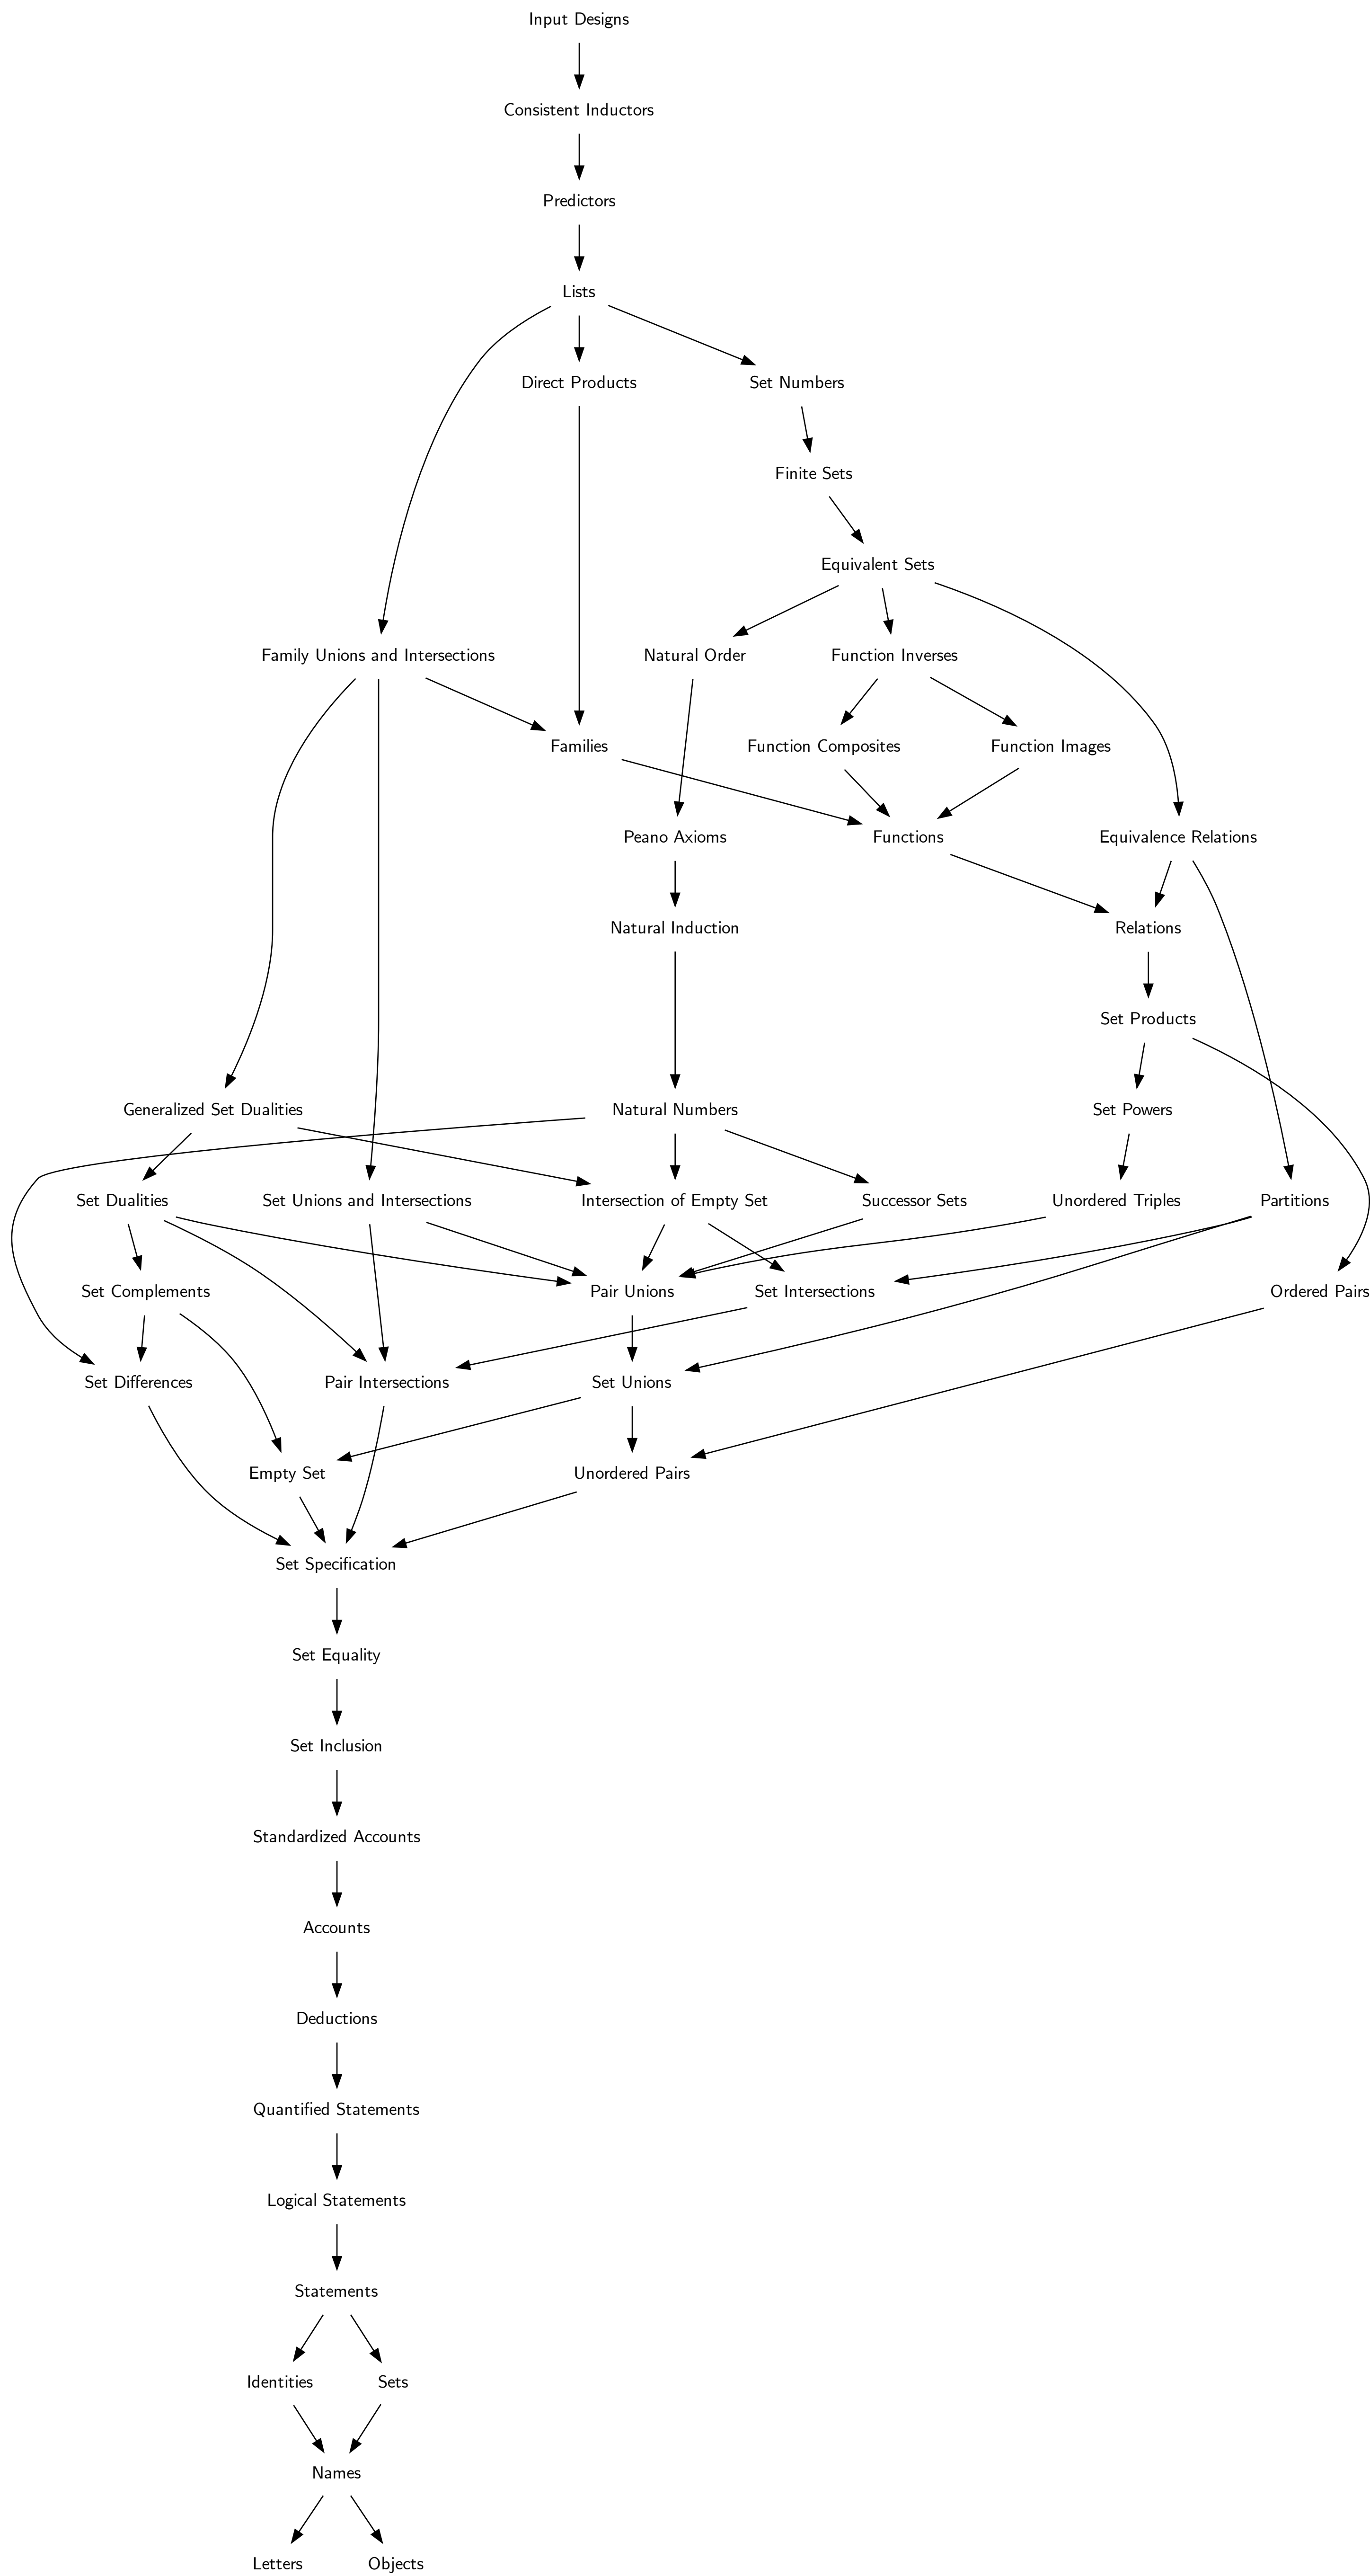 Input Designs
Consistent Inductors
Predictors
Lists
Direct Products
Set Numbers
Finite Sets
Equivalent Sets
Family Unions and Intersections
Natural Order
Function Inverses
Families
Function Composites
Function Images
Peano Axioms
Functions
Equivalence Relations
Natural Induction
Relations
Set Products
Generalized Set Dualities
Natural Numbers
Set Powers
Set Dualities
Set Unions and Intersections
Intersection of Empty Set
Successor Sets
Unordered Triples
Partitions
Set Complements
Pair Unions
Set Intersections
Ordered Pairs
Set Differences
Pair Intersections
Set Unions
Empty Set
Unordered Pairs
Set Specification
Set Equality
Set Inclusion
Standardized Accounts
Accounts
Deductions
Quantified Statements
Logical Statements
Statements
Identities
Sets
Names
Letters
Objects